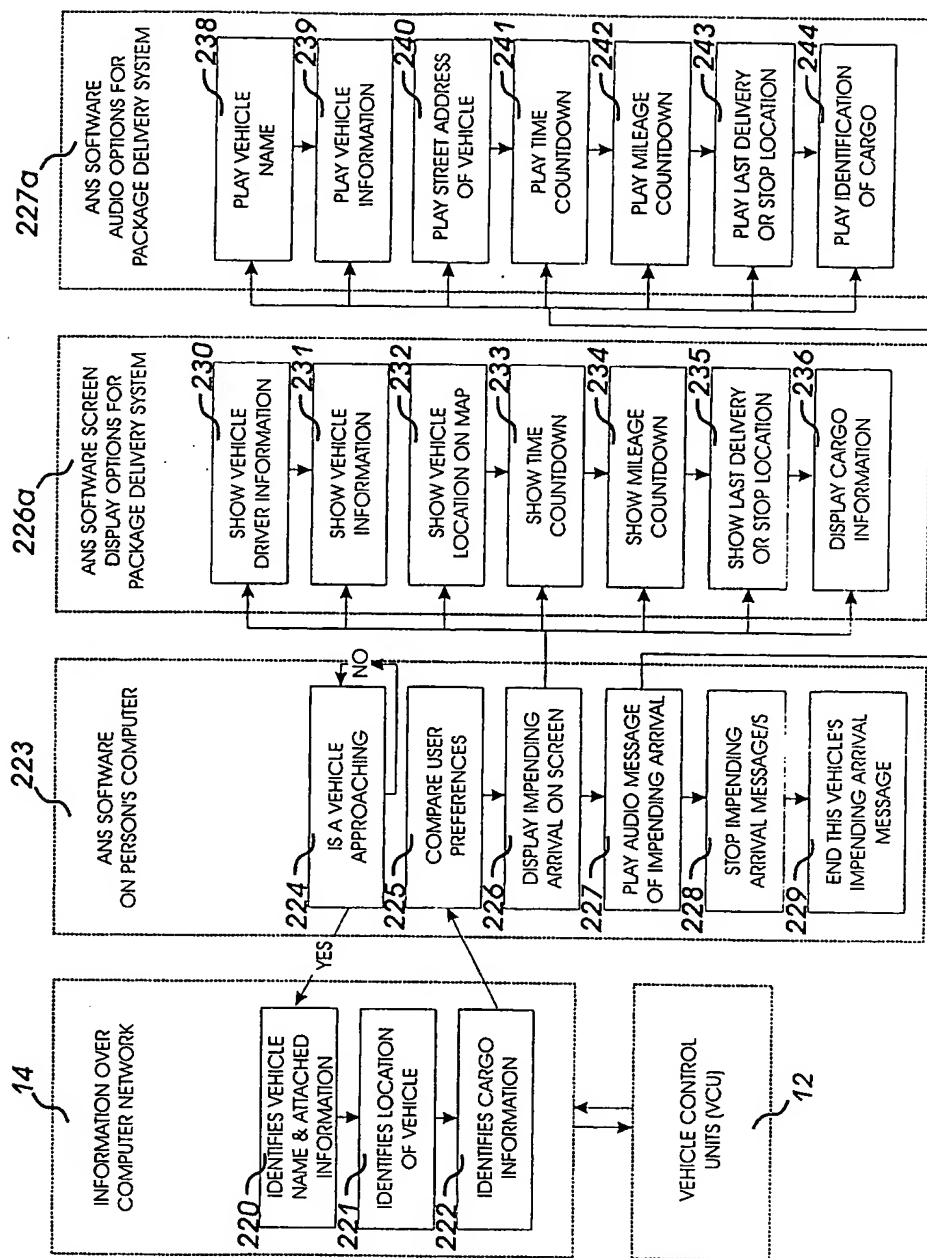 14
INFORMATION OVER
COMPUTER NETWORK
220
IDENTIFIES VEHICLE
NAME & ATTACHED
INFORMATION
221
IDENTIFIES LOCATION
OF VEHICLE
222
IDENTIFIES CARGO
INFORMATION
VEHICLE CONTROL
UNITS (VCU)
12
223
ANS SOFTWARE
ON PERSON'S COMPUTER
224
IS A VEHICLE
APPROACHING
NO
YES
225
COMPARE USER
PREFERENCES
226
DISPLAY IMPENDING
ARRIVAL ON SCREEN
227
PLAY AUDIO MESSAGE
OF IMPENDING ARRIVAL
228
STOP IMPENDING
ARRIVAL MESSAGE/S
229
END THIS VEHICLES
IMPENDING ARRIVAL
MESSAGE
226a
ANS SOFTWARE SCREEN
DISPLAY OPTIONS FOR
PACKAGE DELIVERY SYSTEM
230
SHOW VEHICLE
DRIVER INFORMATION
231
SHOW VEHICLE
INFORMATION
232
SHOW VEHICLE
LOCATION ON MAP
233
SHOW TIME
COUNTDOWN
234
SHOW MILEAGE
COUNTDOWN
235
SHOW LAST DELIVERY
OR STOP LOCATION
236
DISPLAY CARGO
INFORMATION
227a
ANS SOFTWARE
AUDIO OPTIONS FOR
PACKAGE DELIVERY SYSTEM
238
PLAY VEHICLE
NAME
239
PLAY VEHICLE
INFORMATION
240
PLAY STREET ADDRESS
OF VEHICLE
241
PLAY TIME
COUNTDOWN
242
PLAY MILEAGE
COUNTDOWN
243
PLAY LAST DELIVERY
OR STOP LOCATION
244
PLAY IDENTIFICATION
OF CARGO